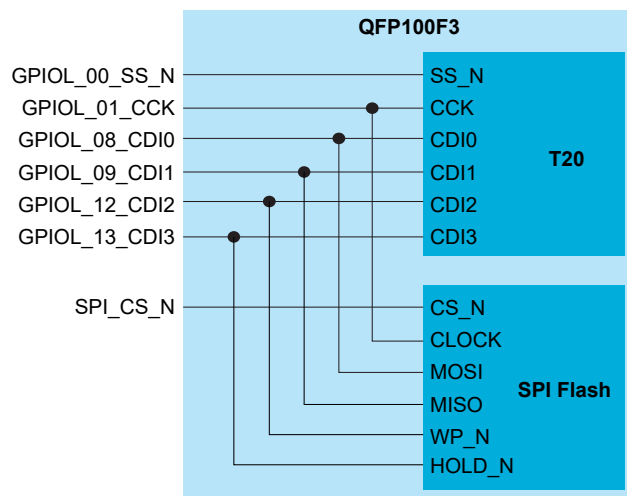 QFP100F3
GPIOL_00_SS_N
SS_N
GPIOL_01_CCK
CCK
GPIOL_08_CDI0
CDI0
GPIOL_09_CDI1
CDI1
T20
GPIOL_12_CDI2
CDI2
GPIOL_13_CDI3
CDI3
SPI_CS_N
CS_N
CLOCK
MOSI
SPI Flash
MISO
WP_N
HOLD_N